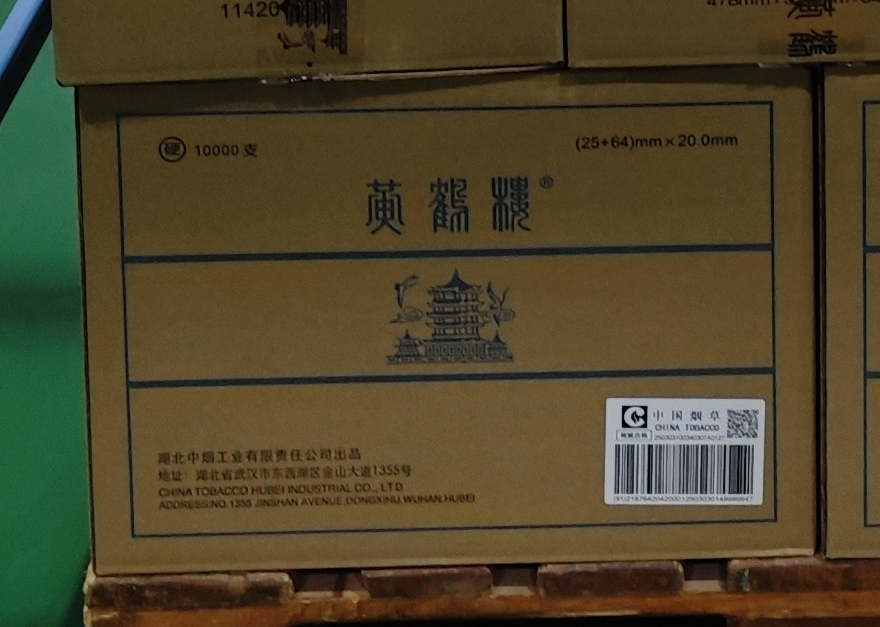 11420
硬 10000支
(25+64)mm×20.0mm
黄鹤楼®
中国烟草
CHINA TOBACCO
湖北中烟工业有限责任公司出品
地址：湖北省武汉市东西湖区金山大道1355号
CHINA TOBACCO HUBEI INDUSTRIAL CO., LTD
ADDRESS:NO.1355 JINSHAN AVENUE,DONGXIHU,WUHAN,HUBEI